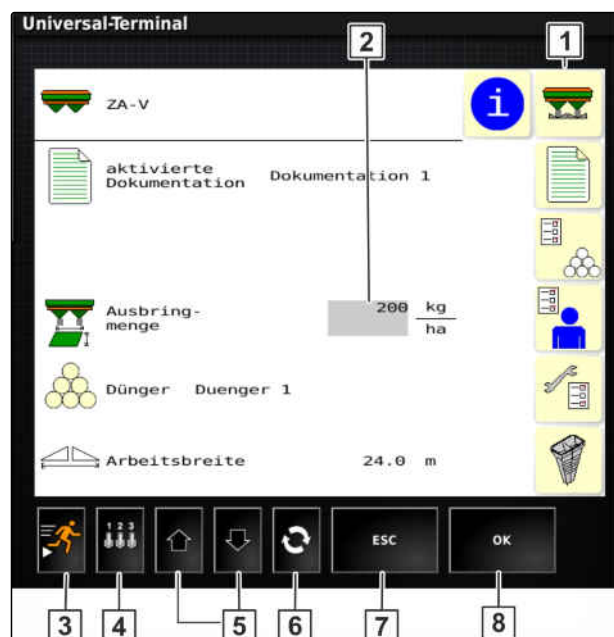 Universal-Terminal
2
1
ZA-V
i
aktivierte
Dokumentation Dokumentation 1
Ausbring-
menge
200 kg
ha
Dünger Duenger 1
Arbeitsbreite 24.0 m
1 2 3
ESC
OK
3
4
5
6
7
8